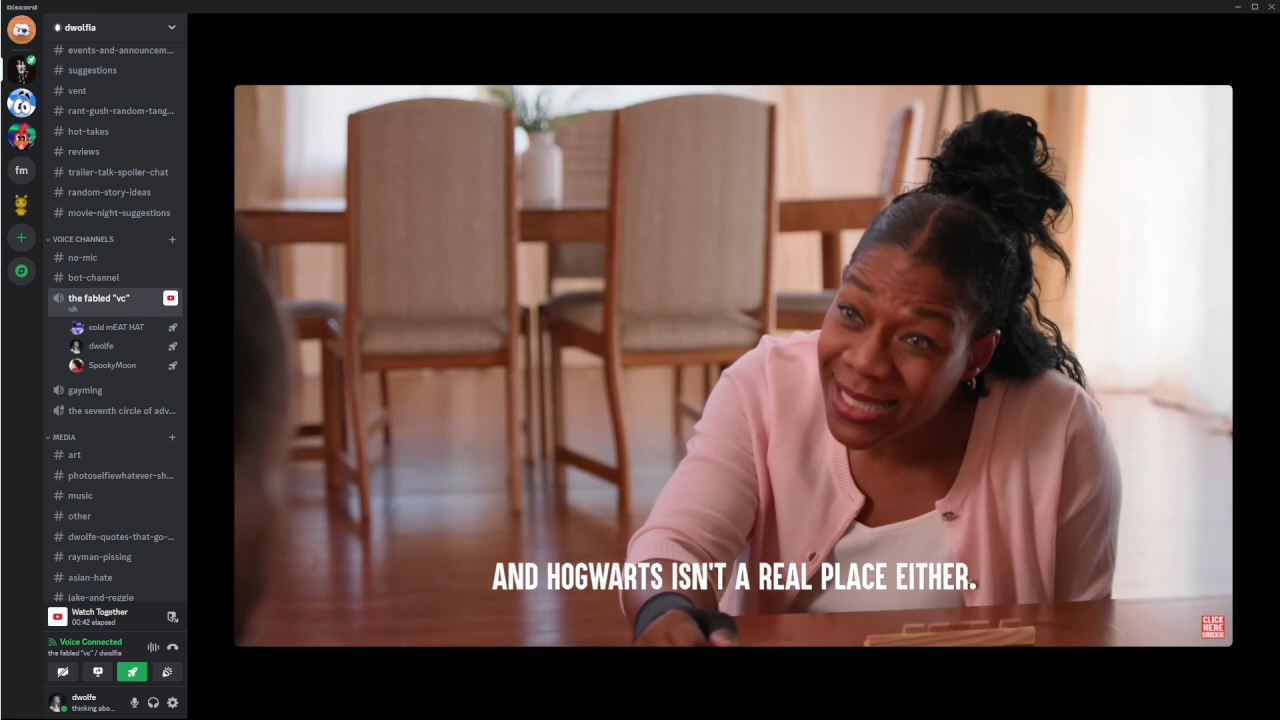 Discord
dwolfia
events-and-announcem...
suggestions
vent
rant-gush-random-tang...
hot-takes
reviews
trailer-talk-spoiler-chat
random-story-ideas
movie-night-suggestions
VOICE CHANNELS
no-mic
bot-channel
the fabled "vc"
idk
cold mEAT HAT
dwolfe
SpookyMoon
gayming
the seventh circle of adv...
MEDIA
art
photoselfiewhatever-sh...
music
other
dwolfe-quotes-that-go-...
rayman-pissing
asian-hate
jake-and-reggie
Watch Together
00:42 elapsed
Voice Connected
the fabled "vc" / dwolfia
dwolfe
thinking abo...
fm
AND HOGWARTS ISN'T A REAL PLACE EITHER.
CLICK
HERE
SUBSCRIBE